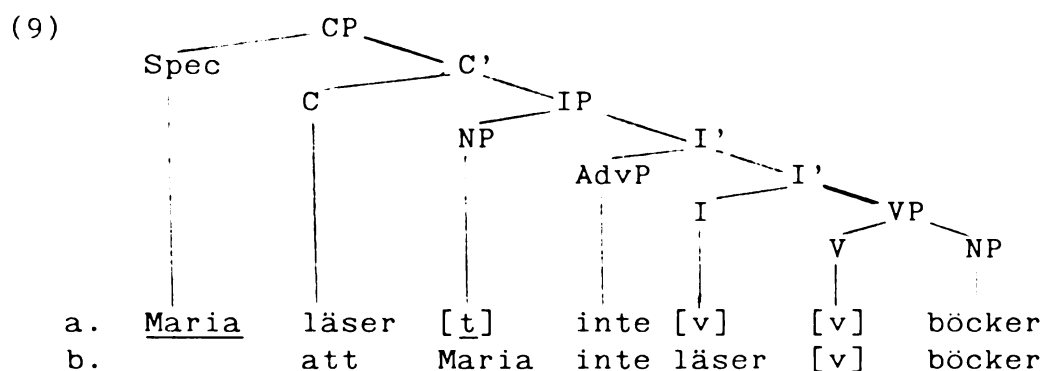 (9) CP
Spec C'
C IP
NP I'
AdvP I'
I VP
V NP
a. Maria läser [t] inte [v] [v] böcker
b. att Maria inte läser [v] böcker